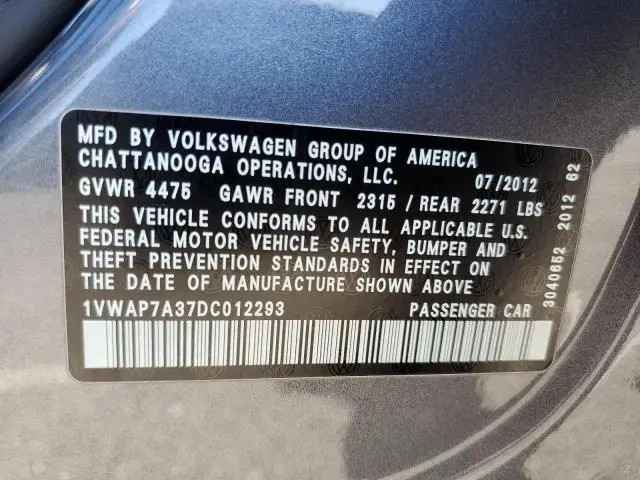 MFD BY VOLKSWAGEN GROUP OF AMERICA
CHATTANOOGA OPERATIONS, LLC. 07/2012
GVWR 4475 GAWR FRONT 2315 / REAR 2271 LBS
THIS VEHICLE CONFORMS TO ALL APPLICABLE U.S.
FEDERAL MOTOR VEHICLE SAFETY, BUMPER AND
THEFT PREVENTION STANDARDS IN EFFECT ON
THE DATE OF MANUFACTURE SHOWN ABOVE
1VWAP7A37DC012293 PASSENGER CAR
3040652 2012 62